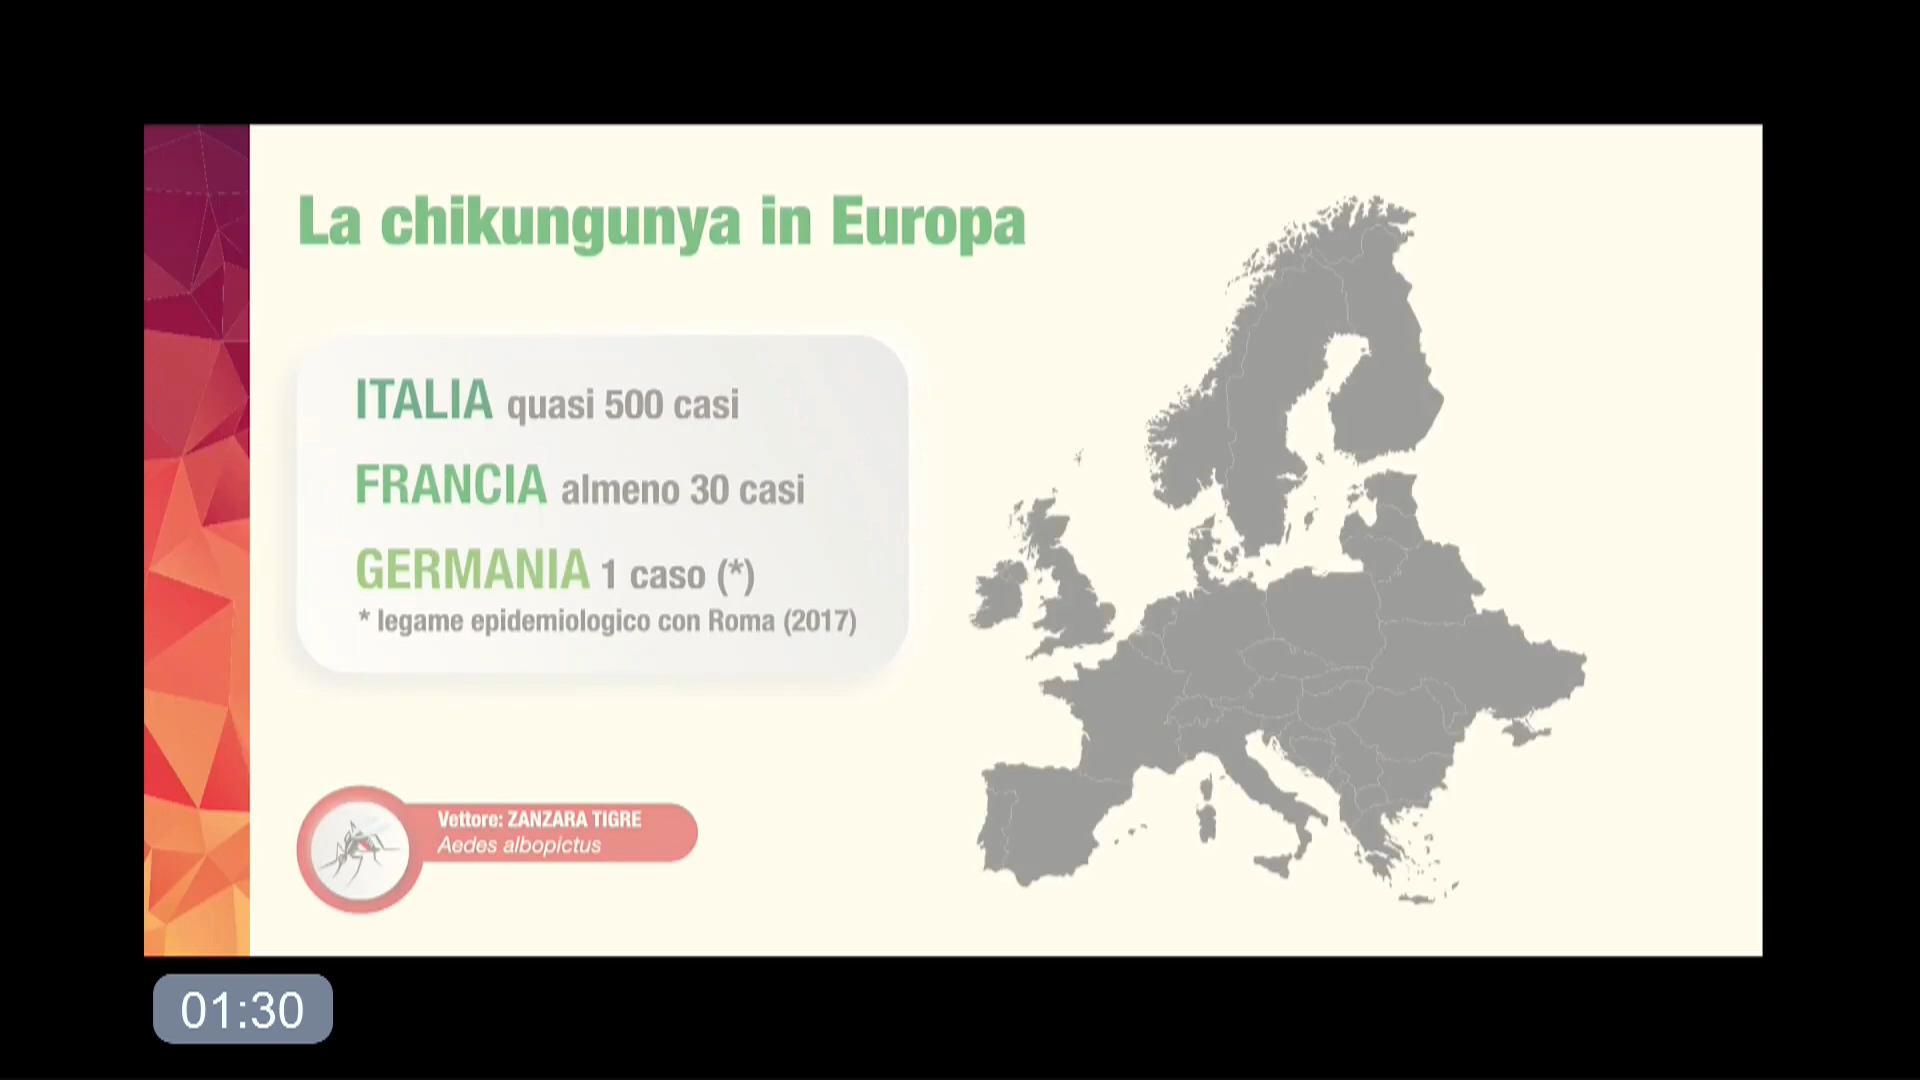 La chikungunya in Europa
ITALIA quasi 500 casi
FRANCIA almeno 30 casi
GERMANIA 1 caso (*)
* legame epidemiologico con Roma (2017)
Vettore: ZANZARA TIGRE
Aedes albopictus
01:30